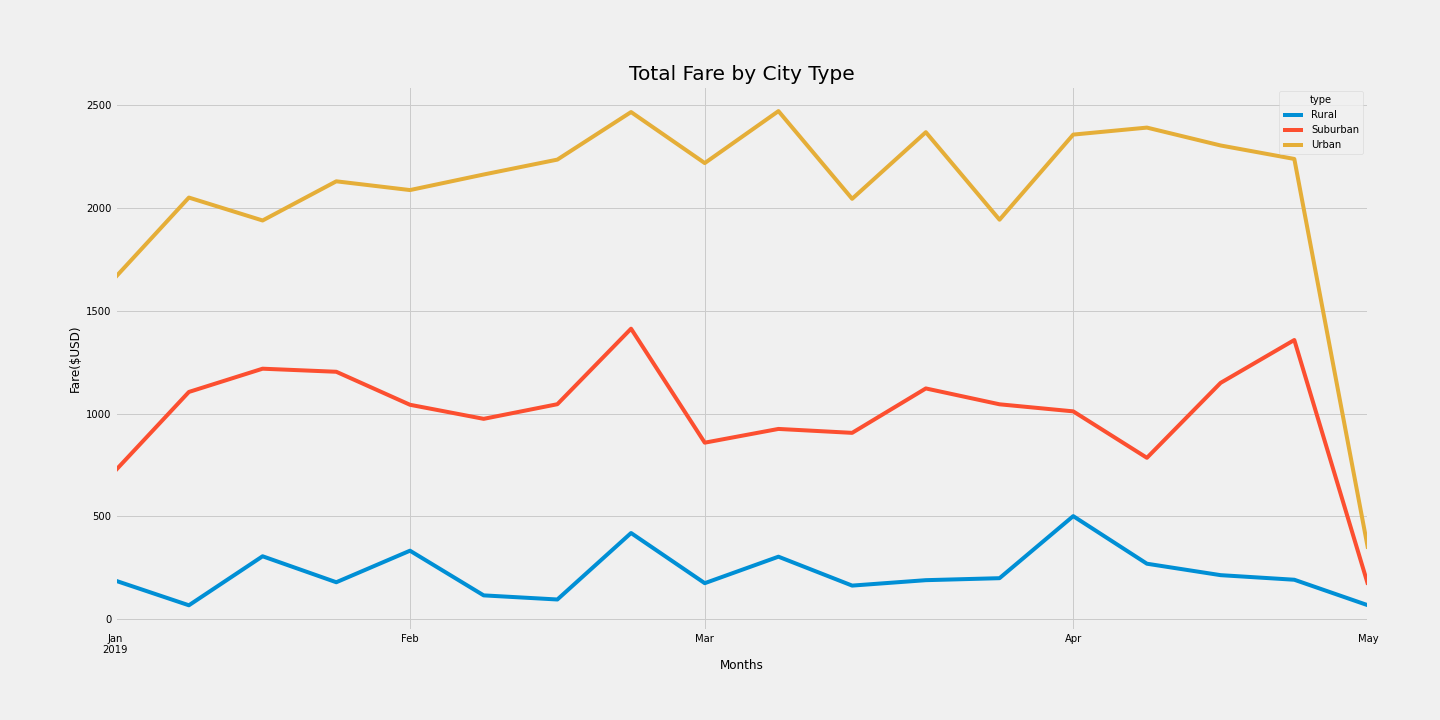 Total Fare by City Type
type
Rural
Suburban
Urban
2500
2000
1500
1000
500
0
Fare($USD)
Jan
2019
Feb
Mar
Apr
May
Months